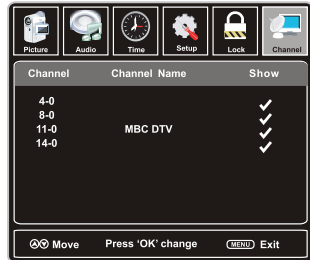 Picture Audio Time Setup Lock Channel
Channel Channel Name Show
4-0
8-0
11-0 MBC DTV
14-0
Move Press ‘OK’ change MENU Exit